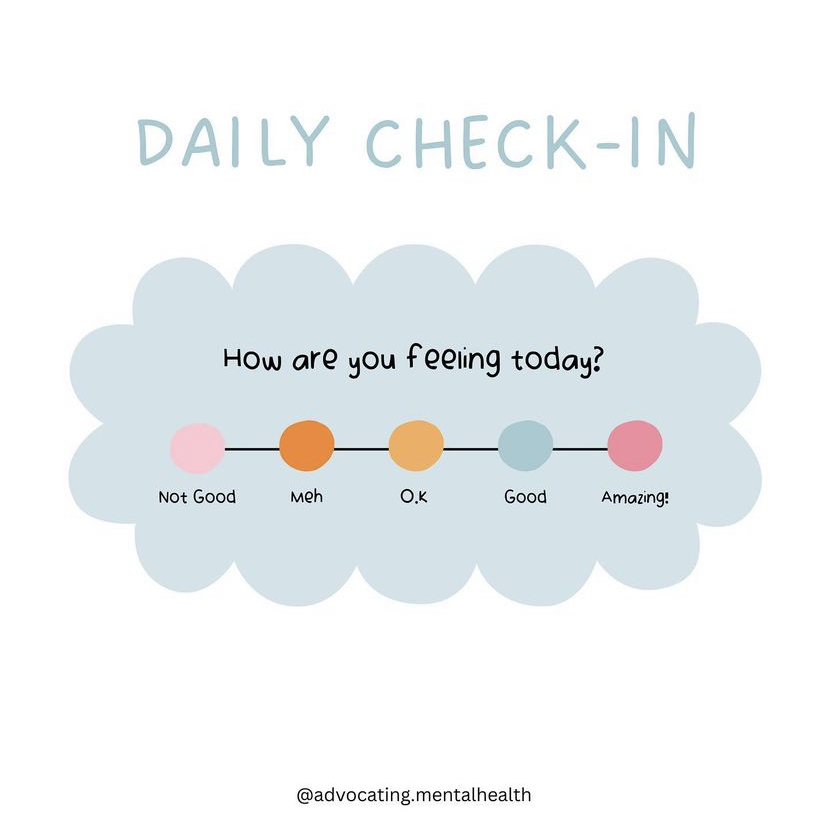 DAILY CHECK-IN
How are you feeling today?
Not Good Meh O.K Good Amazing!
@advocating.mentalhealth